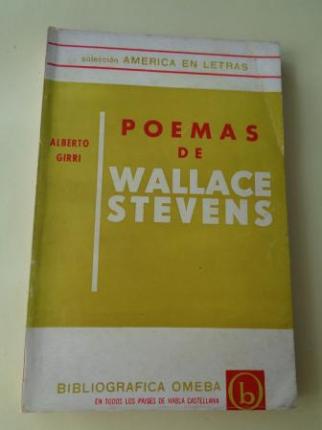 colección AMERICA EN LETRAS
ALBERTO
GIRRI
POEMAS
DE
WALLACE
STEVENS
BIBLIOGRAFICA OMEBA
b
EN TODOS LOS PAISES DE HABLA CASTELLANA